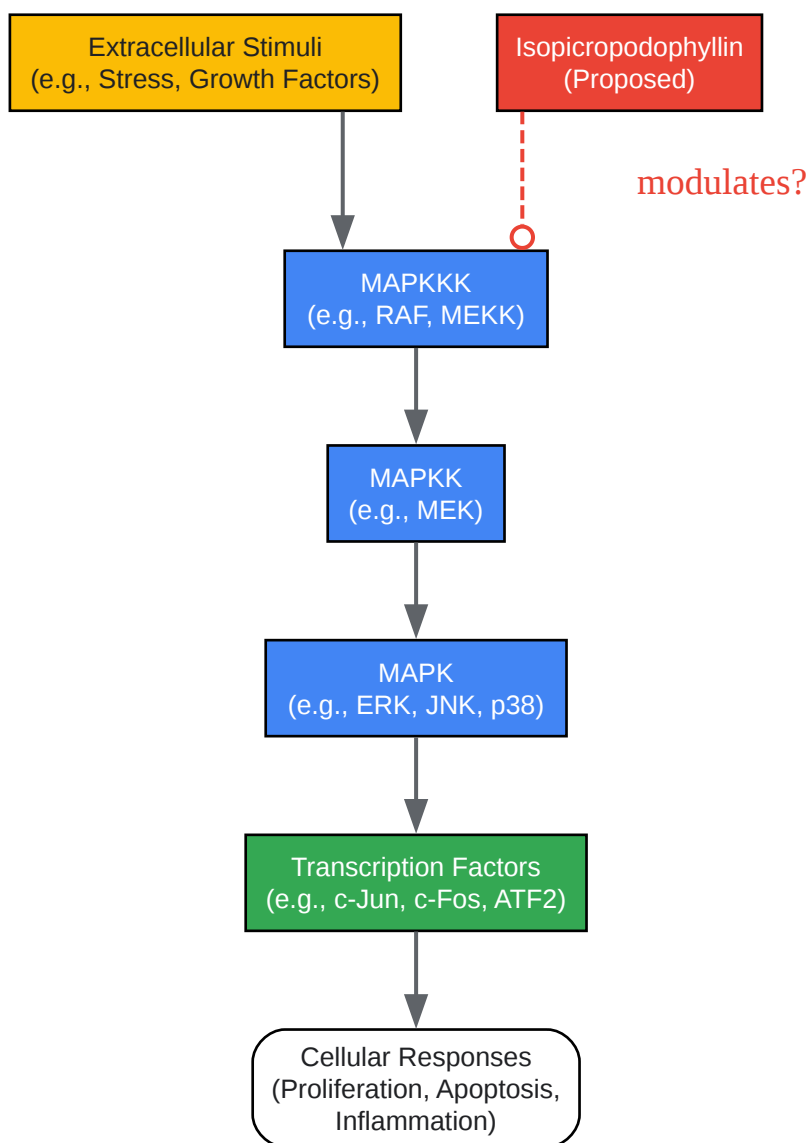 Extracellular Stimuli
(e.g., Stress, Growth Factors)
Isopicropodophyllin
(Proposed)
modulates?
MAPKKK
(e.g., RAF, MEKK)
MAPKK
(e.g., MEK)
MAPK
(e.g., ERK, JNK, p38)
Transcription Factors
(e.g., c-Jun, c-Fos, ATF2)
Cellular Responses
(Proliferation, Apoptosis,
Inflammation)